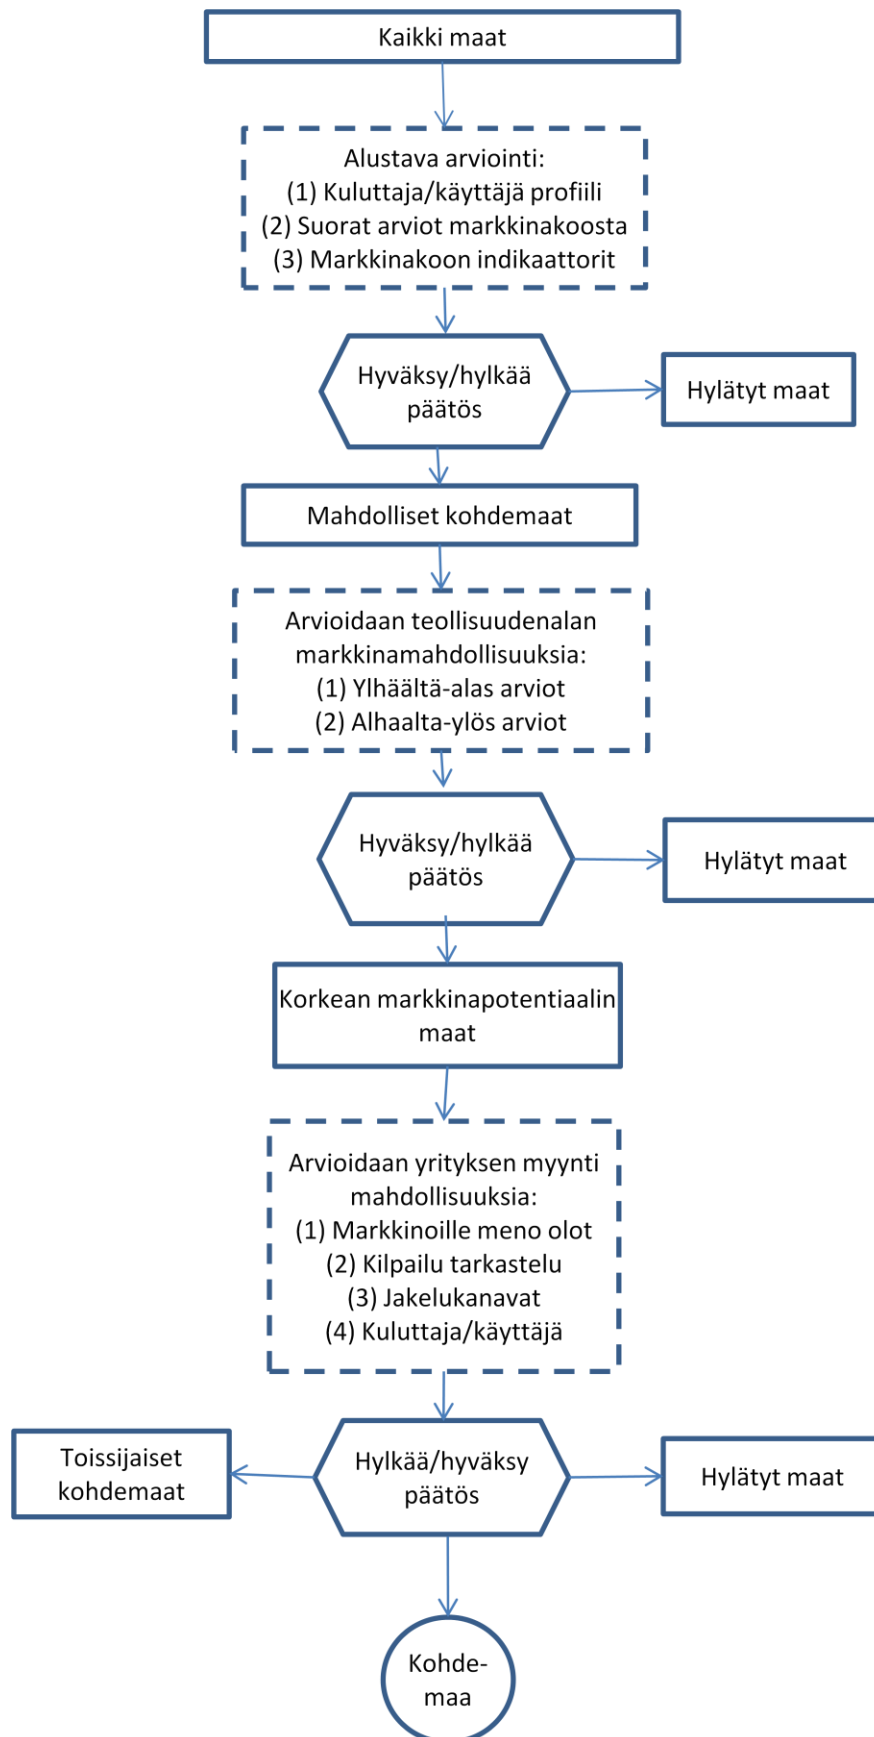 Kaikki maat
Alustava arviointi:
(1) Kuluttaja/käyttäjä profiili
(2) Suorat arviot markkinakoosta
(3) Markkinakoon indikaattorit
Hyväksy/hylkää
päätös
Hylätyt maat
Mahdolliset kohdemaat
Arvioidaan teollisuudenalan
markkinamahdollisuuksia:
(1) Ylhäältä-alas arviot
(2) Alhaalta-ylös arviot
Hyväksy/hylkää
päätös
Hylätyt maat
Korkean markkinapotentiaalin
maat
Arvioidaan yrityksen myynti
mahdollisuuksia:
(1) Markkinoille meno olot
(2) Kilpailu tarkastelu
(3) Jakelukanavat
(4) Kuluttaja/käyttäjä
Toissijaiset
kohdemaat
Hylkää/hyväksy
päätös
Hylätyt maat
Kohde-
maa